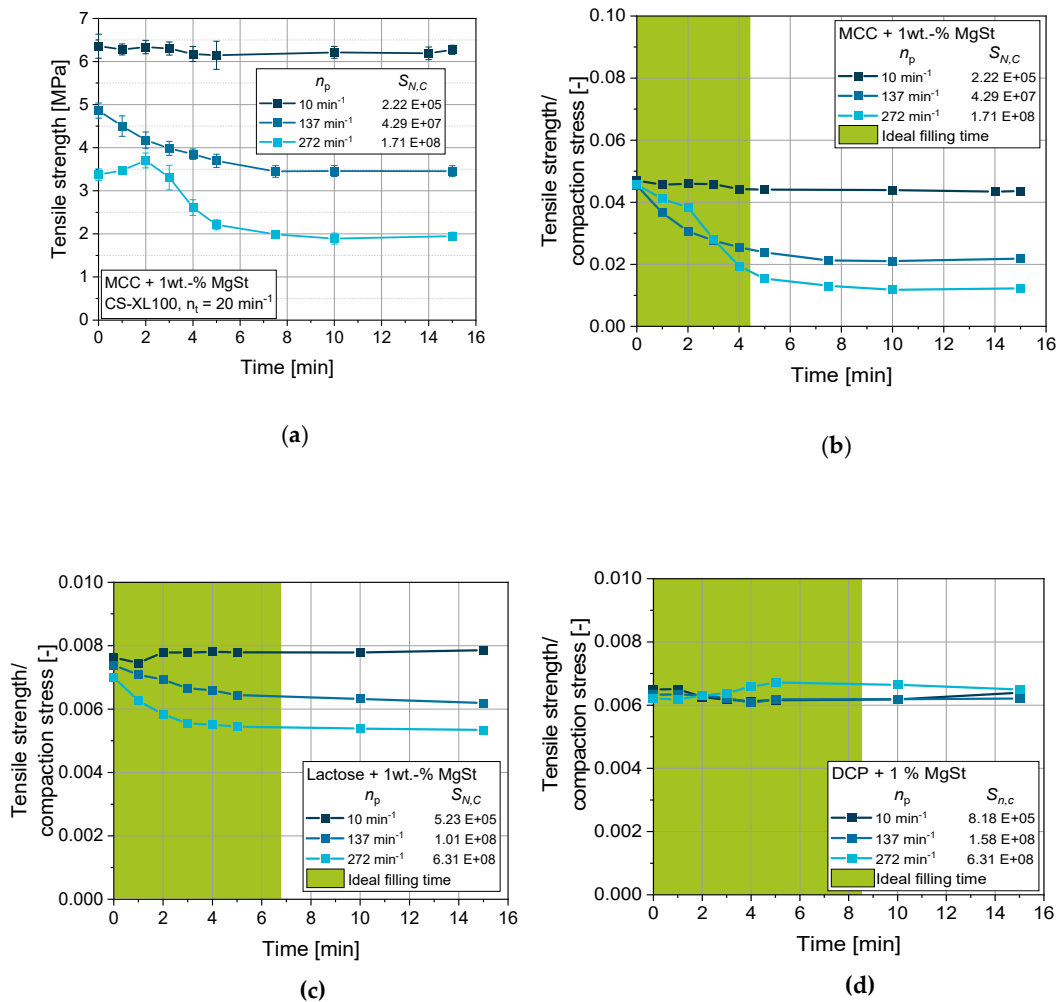 7
6
5
4
3
2
1
6
Tensile strength [MPa]
n_p S_N,C
10 min⁻¹ 2.22 E+05
137 min⁻¹ 4.29 E+07
272 min⁻¹ 1.71 E+08
MCC + 1wt.-% MgSt
CS-XL100, n_t = 20 min⁻¹
0 2 4 6 8 10 12 14 16
Time [min]
(a)
0.10
0.08
0.06
0.04
0.02
0.00
Tensile strength/
compaction stress [-]
MCC + 1wt.-% MgSt
n_p S_N,C
10 min⁻¹ 2.22 E+05
137 min⁻¹ 4.29 E+07
272 min⁻¹ 1.71 E+08
Ideal filling time
0 2 4 6 8 10 12 14 16
Time [min]
(b)
0.010
0.008
0.006
0.004
0.002
0.000
Tensile strength/
compaction stress [-]
Lactose + 1wt.-% MgSt
n_p S_N,C
10 min⁻¹ 5.23 E+05
137 min⁻¹ 1.01 E+08
272 min⁻¹ 6.31 E+08
Ideal filling time
0 2 4 6 8 10 12 14 16
Time [min]
(c)
0.010
0.008
0.006
0.004
0.002
0.000
Tensile strength/
compaction stress [-]
DCP + 1 % MgSt
n_p S_n,c
10 min⁻¹ 8.18 E+05
137 min⁻¹ 1.58 E+08
272 min⁻¹ 6.31 E+08
Ideal filling time
0 2 4 6 8 10 12 14 16
Time [min]
(d)